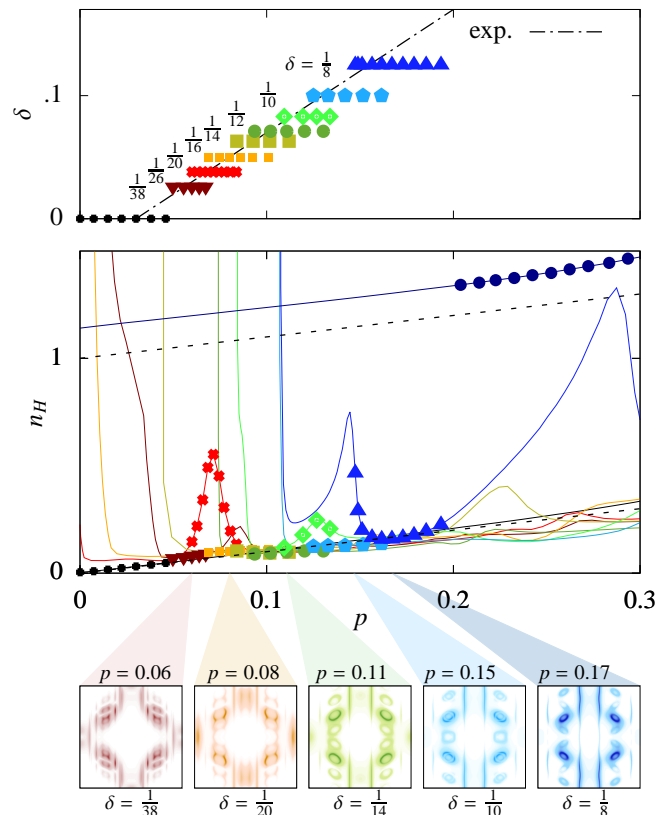 exp.
δ = 1/8
.1
1/10
1/12
1/14
1/16
1/20
1/26
1/38
δ
0
1
n_H
0
0 0.1 0.2 0.3
p
p = 0.06 p = 0.08 p = 0.11 p = 0.15 p = 0.17
δ = 1/38 δ = 1/20 δ = 1/14 δ = 1/10 δ = 1/8